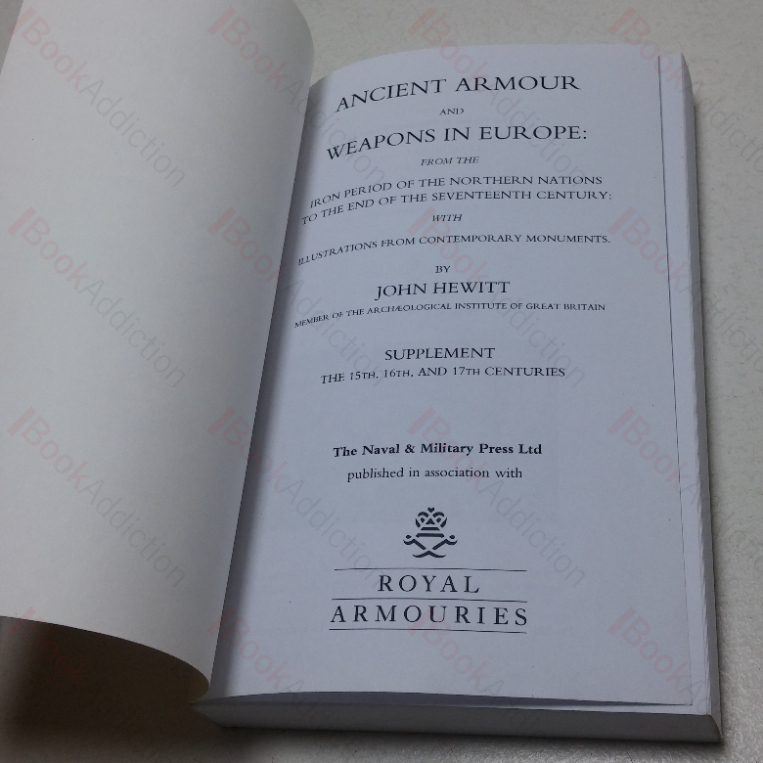 ANCIENT ARMOUR
AND
WEAPONS IN EUROPE:
FROM THE
IRON PERIOD OF THE NORTHERN NATIONS
TO THE END OF THE SEVENTEENTH CENTURY:
WITH
ILLUSTRATIONS FROM CONTEMPORARY MONUMENTS.
BY
JOHN HEWITT
MEMBER OF THE ARCHÆOLOGICAL INSTITUTE OF GREAT BRITAIN
SUPPLEMENT
THE 15TH, 16TH, AND 17TH CENTURIES
The Naval & Military Press Ltd
published in association with
ROYAL
ARMOURIES
BookAddiction